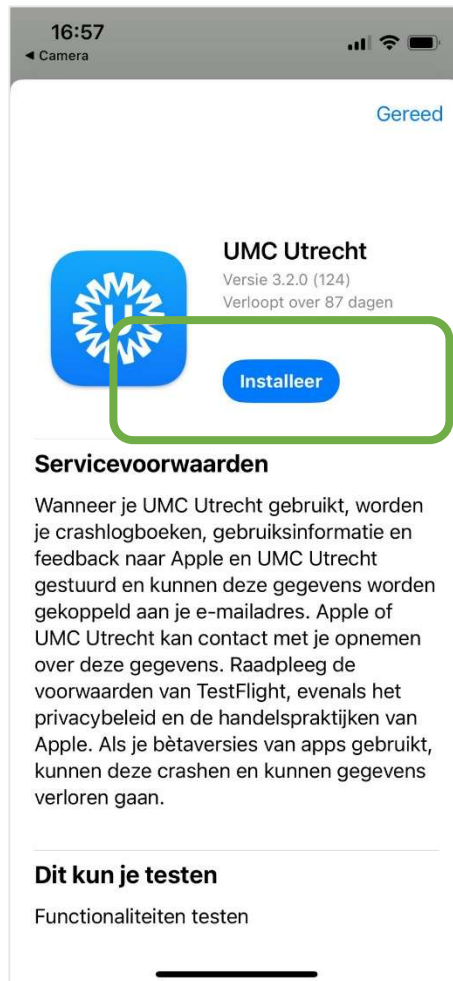 16:57
◀ Camera
Gereed
UMC Utrecht
Versie 3.2.0 (124)
Verloopt over 87 dagen
U
Installeer
Servicevoorwaarden
Wanneer je UMC Utrecht gebruikt, worden
je crashlogboeken, gebruiksinformatie en
feedback naar Apple en UMC Utrecht
gestuurd en kunnen deze gegevens worden
gekoppeld aan je e-mailadres. Apple of
UMC Utrecht kan contact met je opnemen
over deze gegevens. Raadpleeg de
voorwaarden van TestFlight, evenals het
privacybeleid en de handelspraktijken van
Apple. Als je bètaversies van apps gebruikt,
kunnen deze crashen en kunnen gegevens
verloren gaan.
Dit kun je testen
Functionaliteiten testen